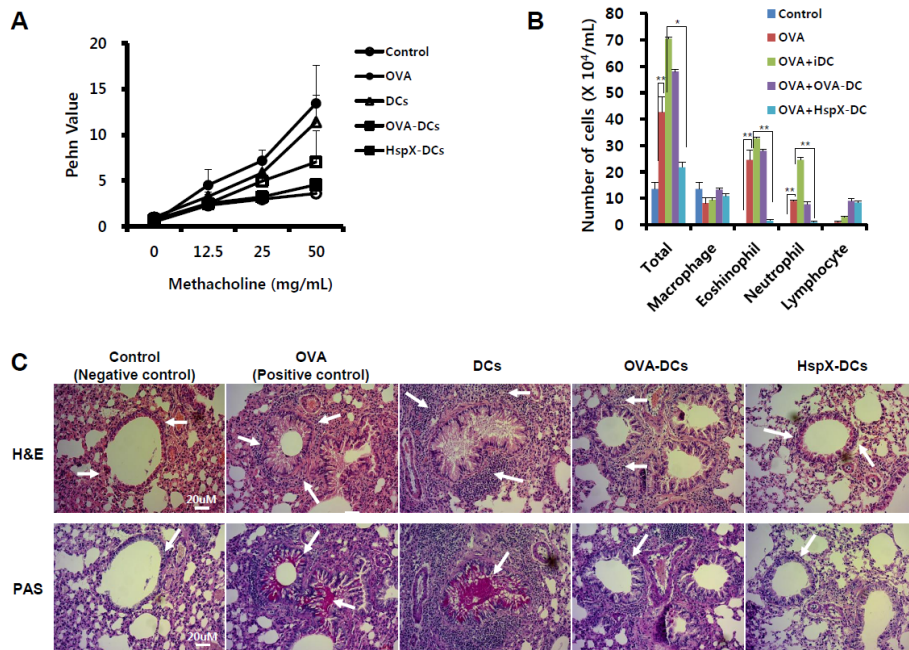 A
20
15
10
5
0
Pehn Value
0 12.5 25 50
Methacholine (mg/mL)
Control
OVA
DCs
OVA-DCs
HspX-DCs
B
80
70
60
50
40
30
20
10
0
Number of cells (X 10⁴/mL)
Total
Macrophage
Eoshinophil
Neutrophil
Lymphocyte
Control
OVA
OVA+iDC
OVA+OVA-DC
OVA+HspX-DC
*
**
**
**
**
**
C
Control
(Negative control)
OVA
(Positive control)
DCs
OVA-DCs
HspX-DCs
H&E
20uM
PAS
20uM